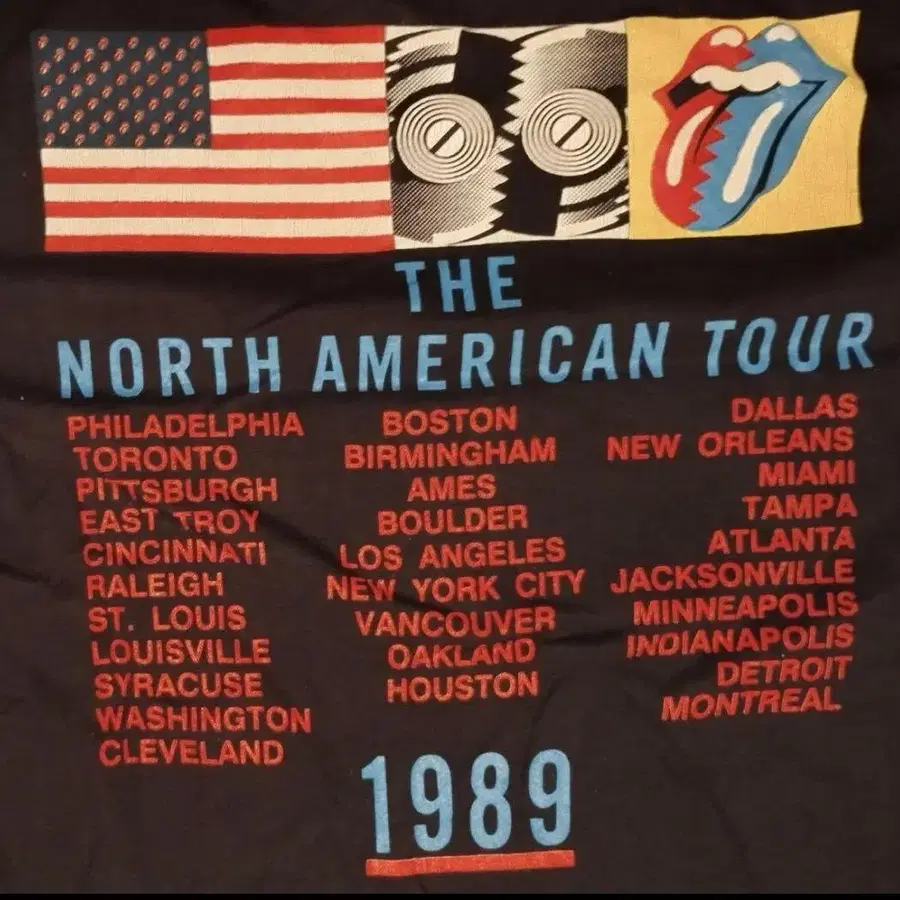 THE
NORTH AMERICAN TOUR
PHILADELPHIA
TORONTO
PITTSBURGH
EAST TROY
CINCINNATI
RALEIGH
ST. LOUIS
LOUISVILLE
SYRACUSE
WASHINGTON
CLEVELAND
BOSTON
BIRMINGHAM
AMES
BOULDER
LOS ANGELES
NEW YORK CITY
VANCOUVER
OAKLAND
HOUSTON
DALLAS
NEW ORLEANS
MIAMI
TAMPA
ATLANTA
JACKSONVILLE
MINNEAPOLIS
INDIANAPOLIS
DETROIT
MONTREAL
1989